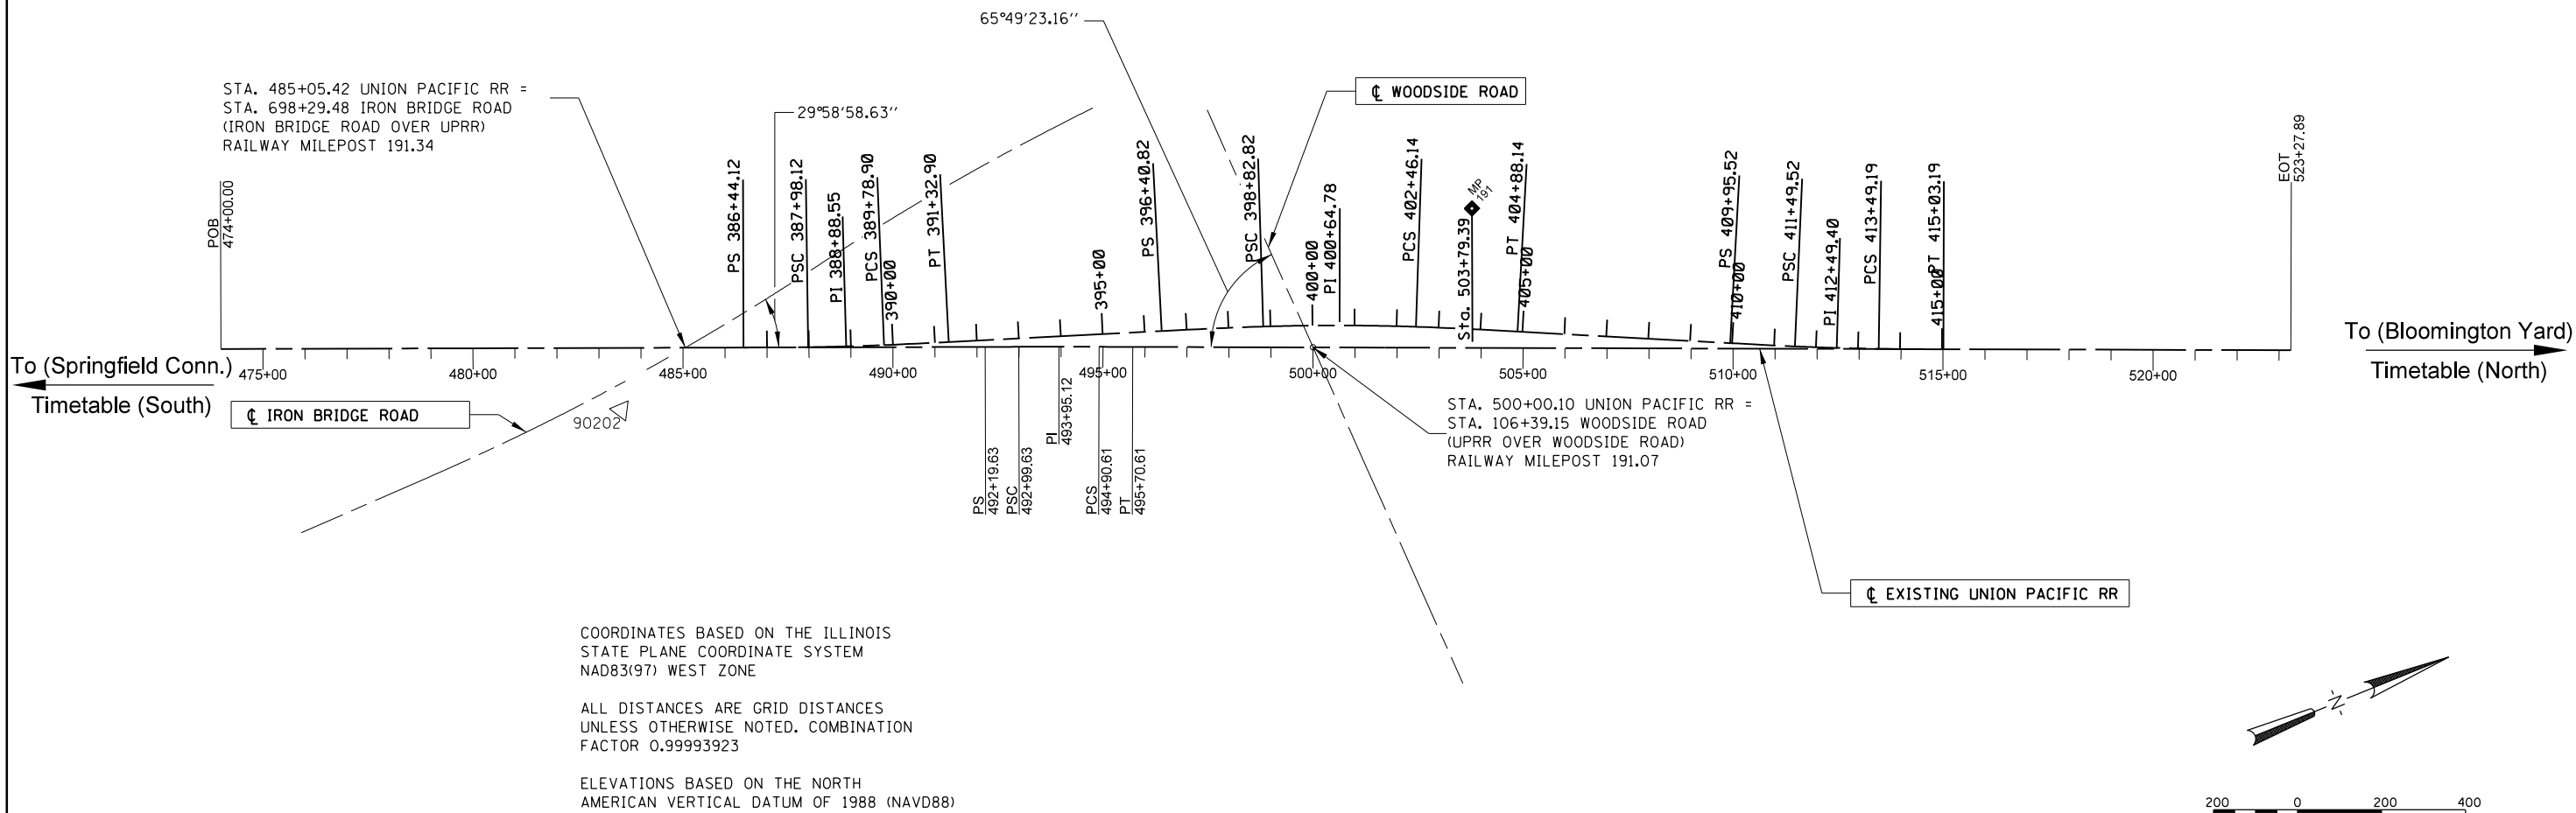 65°49'23.16"
STA. 485+05.42 UNION PACIFIC RR =
STA. 698+29.48 IRON BRIDGE ROAD
(IRON BRIDGE ROAD OVER UPRR)
RAILWAY MILEPOST 191.34
29°58'58.63"
℄ WOODSIDE ROAD
POB
474+00.00
PS 386+44.12
PSC 387+98.12
PI 388+88.55
PCS 389+78.90
390+00
PT 391+32.90
395+00
PS 396+40.82
PSC 398+82.82
400+00
PI 400+64.78
PCS 402+46.14
MP
191
Sta. 503+79.39
PT 404+88.14
405+00
PS 409+95.52
410+00
PSC 411+49.52
PI 412+49.40
PCS 413+49.19
PT 415+03.19
415+00
EOT
523+27.89
To (Springfield Conn.)
Timetable (South)
475+00
480+00
485+00
490+00
495+00
500+00
505+00
510+00
515+00
520+00
To (Bloomington Yard)
Timetable (North)
℄ IRON BRIDGE ROAD
90202
PS
492+19.63
PSC
492+99.63
PI
493+95.12
PCS
494+90.61
PT
495+70.61
STA. 500+00.10 UNION PACIFIC RR =
STA. 106+39.15 WOODSIDE ROAD
(UPRR OVER WOODSIDE ROAD)
RAILWAY MILEPOST 191.07
℄ EXISTING UNION PACIFIC RR
COORDINATES BASED ON THE ILLINOIS
STATE PLANE COORDINATE SYSTEM
NAD83(97) WEST ZONE
ALL DISTANCES ARE GRID DISTANCES
UNLESS OTHERWISE NOTED. COMBINATION
FACTOR 0.99993923
ELEVATIONS BASED ON THE NORTH
AMERICAN VERTICAL DATUM OF 1988 (NAVD88)
-N-
200 0 200 400